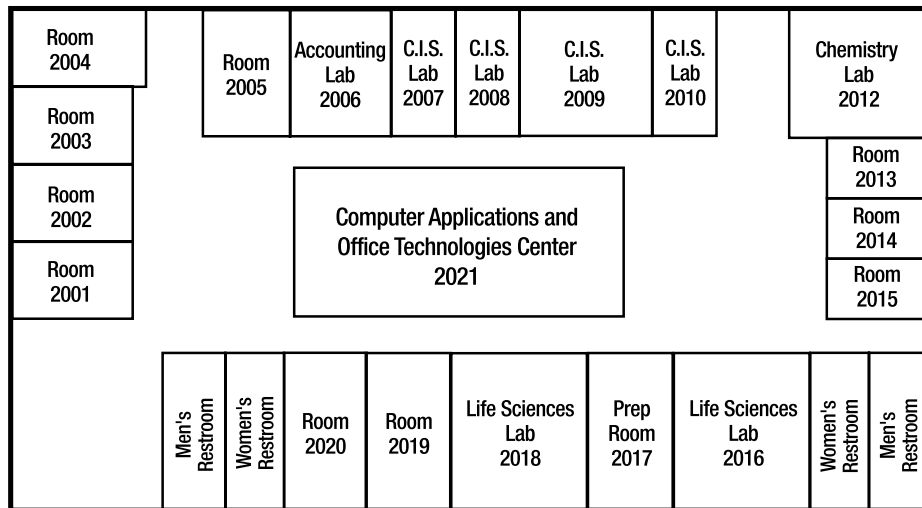 Room
2004
Room
2003
Room
2002
Room
2001
Room
2005
Accounting
Lab
2006
C.I.S.
Lab
2007
C.I.S.
Lab
2008
C.I.S.
Lab
2009
C.I.S.
Lab
2010
Chemistry
Lab
2012
Room
2013
Room
2014
Room
2015
Computer Applications and
Office Technologies Center
2021
Men's
Restroom
Women's
Restroom
Room
2020
Room
2019
Life Sciences
Lab
2018
Prep
Room
2017
Life Sciences
Lab
2016
Women's
Restroom
Men's
Restroom